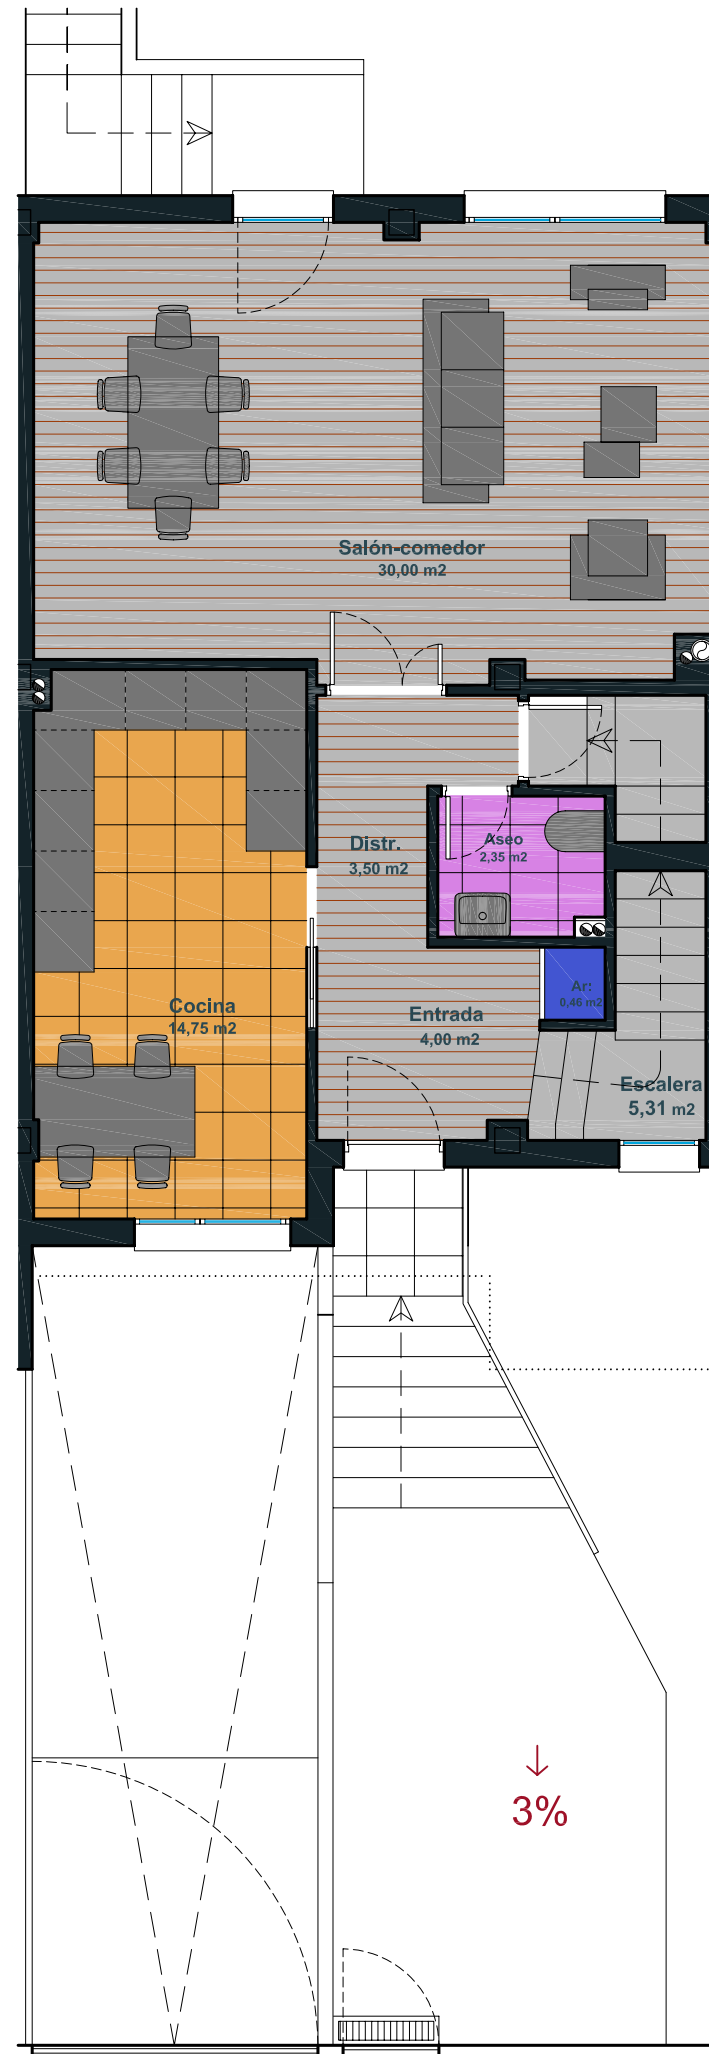 Salón-comedor
30,00 m2
Distr.
3,50 m2
Aseo
2,35 m2
Cocina
14,75 m2
Entrada
4,00 m2
Ar:
0,46 m2
Escalera
5,31 m2
3%